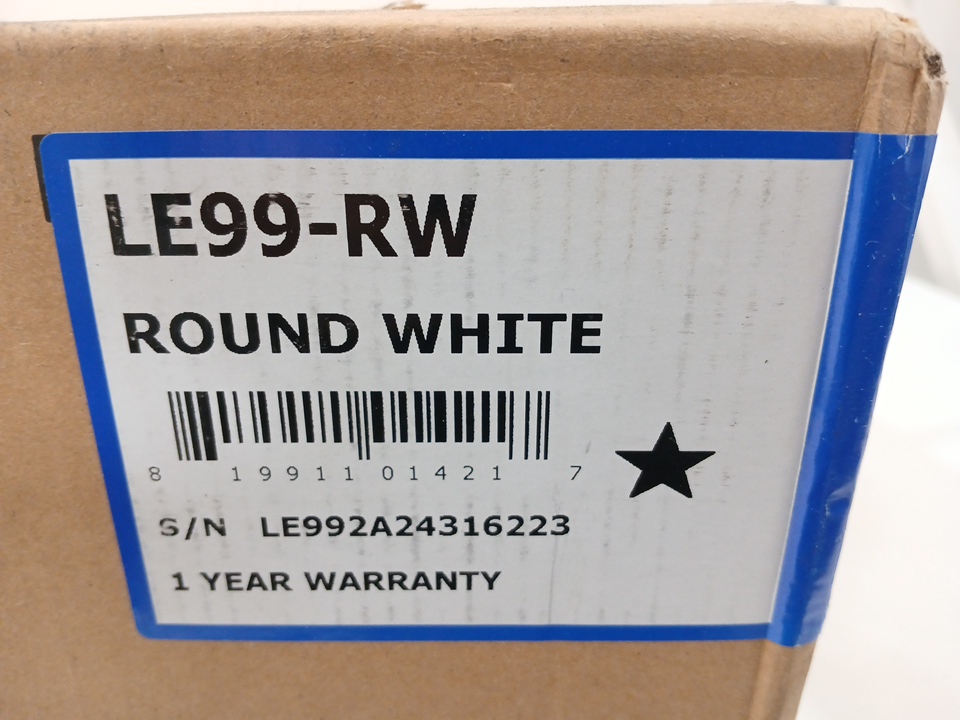 LE99-RW
ROUND WHITE
8 19911 01421 7
S/N LE992A24316223
1 YEAR WARRANTY